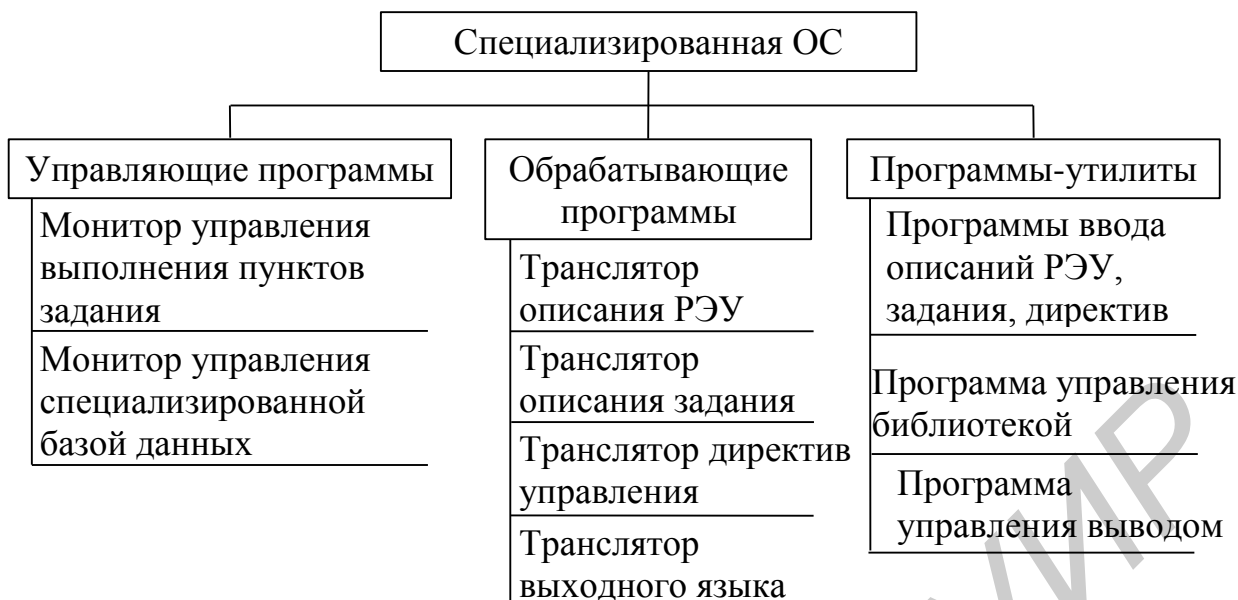 Специализированная ОС
Управляющие программы
Монитор управления
выполнения пунктов
задания
Монитор управления
специализированной
базой данных
Обрабатывающие
программы
Транслятор
описания РЭУ
Транслятор
описания задания
Транслятор директив
управления
Транслятор
выходного языка
Программы-утилиты
Программы ввода
описаний РЭУ,
задания, директив
Программа управления
библиотекой
Программа
управления выводом